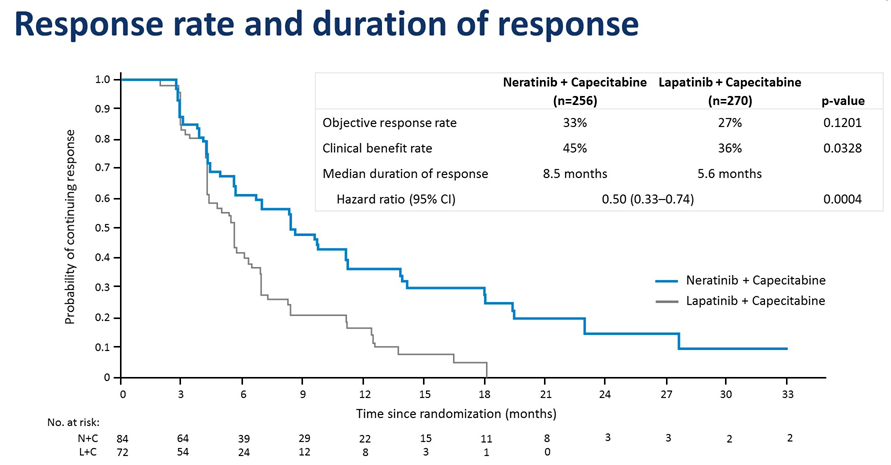 Response rate and duration of response
Neratinib + Capecitabine Lapatinib + Capecitabine
(n=256) (n=270) p-value
Objective response rate 33% 27% 0.1201
Clinical benefit rate 45% 36% 0.0328
Median duration of response 8.5 months 5.6 months
Hazard ratio (95% CI) 0.50 (0.33–0.74) 0.0004
Probability of continuing response
1.0
0.9
0.8
0.7
0.6
0.5
0.4
0.3
0.2
0.1
0
Neratinib + Capecitabine
Lapatinib + Capecitabine
0 3 6 9 12 15 18 21 24 27 30 33
Time since randomization (months)
No. at risk:
N+C 84 64 39 29 22 15 11 8 3 3 2 2
L+C 72 54 24 12 8 3 1 0